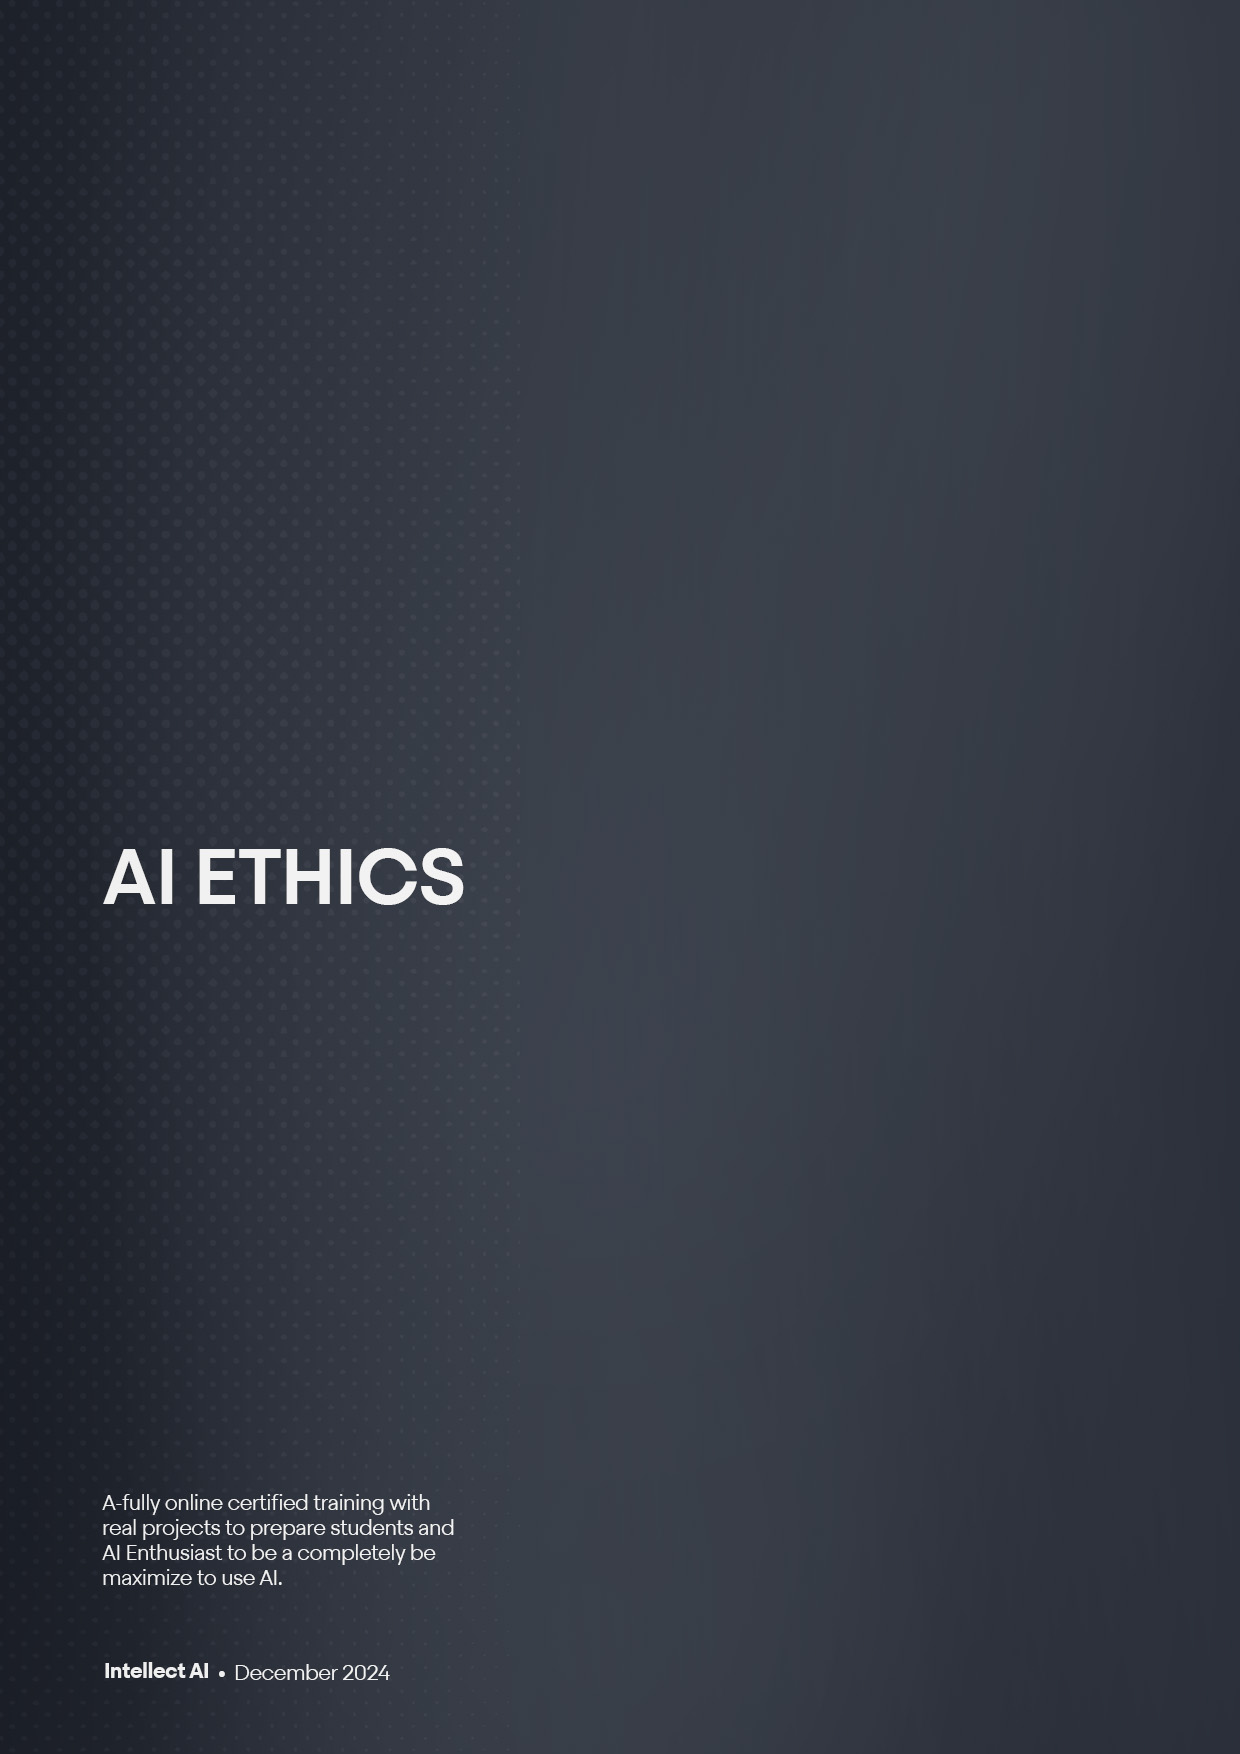 AI ETHICS
A-fully online certified training with
real projects to prepare students and
AI Enthusiast to be a completely be
maximize to use AI.
Intellect AI • December 2024